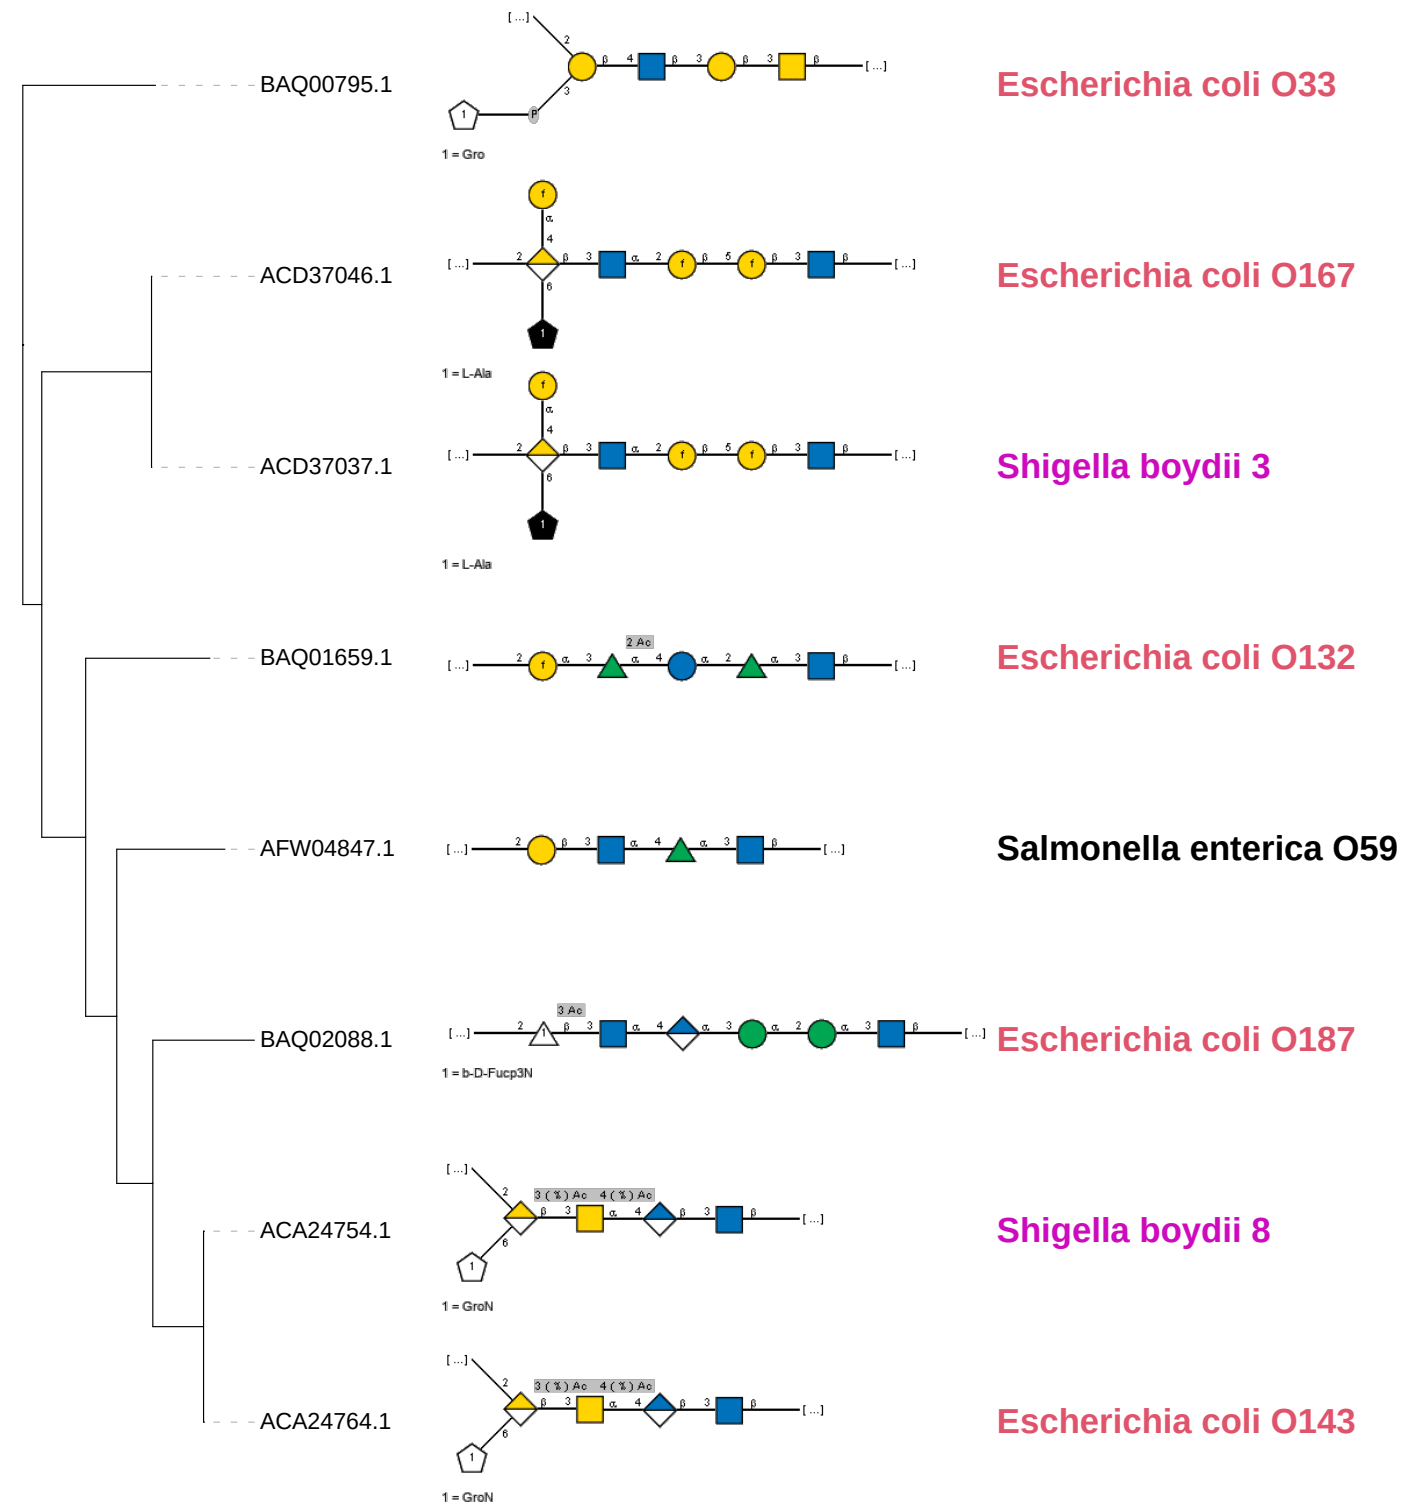 [ ...]
2
β 4 β 3 β 3 β
[ ...]
BAQ00795.1
Escherichia coli O33
3
1
P
1 = Gro
f
α
4
[ ...] 2 β 3 α 2 f β 5 f β 3 β [ ...]
ACD37046.1
Escherichia coli O167
6
1
1 = L-Ala
f
α
4
[ ...] 2 β 3 α 2 f β 5 f β 3 β [ ...]
ACD37037.1
Shigella boydii 3
6
1
1 = L-Ala
2 Ac
BAQ01659.1
[ ...] 2 f α 3 α 4 α 2 α 3 β [ ...]
Escherichia coli O132
AFW04847.1
[ ...] 2 β 3 α 4 α 3 β [ ...]
Salmonella enterica O59
3 Ac
BAQ02088.1
[ ...] 2 1 β 3 α 4 α 3 α 2 α 3 β [ ...]
Escherichia coli O187
1 = b-D-Fucp3N
[ ...]
3 ( % ) Ac 4 ( % ) Ac
2 β 3 α 4 β 3 β [ ...]
ACA24754.1
Shigella boydii 8
6
1
1 = GroN
[ ...]
3 ( % ) Ac 4 ( % ) Ac
2 β 3 α 4 β 3 β [ ...]
ACA24764.1
Escherichia coli O143
6
1
1 = GroN